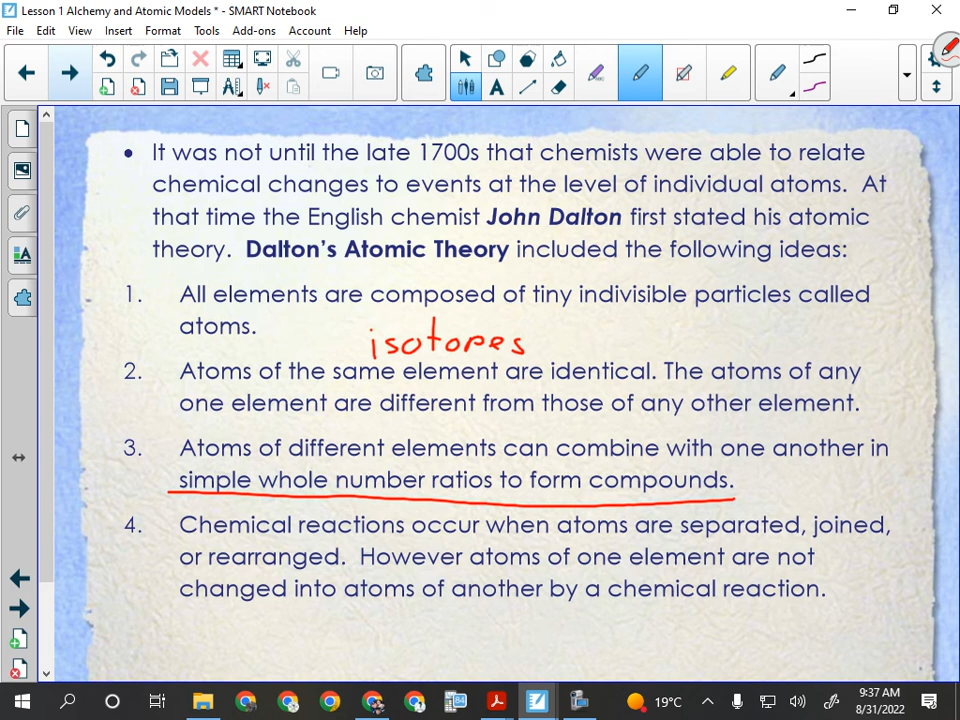 Lesson 1 Alchemy and Atomic Models * - SMART Notebook
File Edit View Insert Format Tools Add-ons Account Help
• It was not until the late 1700s that chemists were able to relate
chemical changes to events at the level of individual atoms. At
that time the English chemist John Dalton first stated his atomic
theory. Dalton's Atomic Theory included the following ideas:
1. All elements are composed of tiny indivisible particles called
atoms.
isotopes
2. Atoms of the same element are identical. The atoms of any
one element are different from those of any other element.
3. Atoms of different elements can combine with one another in
simple whole number ratios to form compounds.
4. Chemical reactions occur when atoms are separated, joined,
or rearranged. However atoms of one element are not
changed into atoms of another by a chemical reaction.
19°C
9:37 AM
8/31/2022